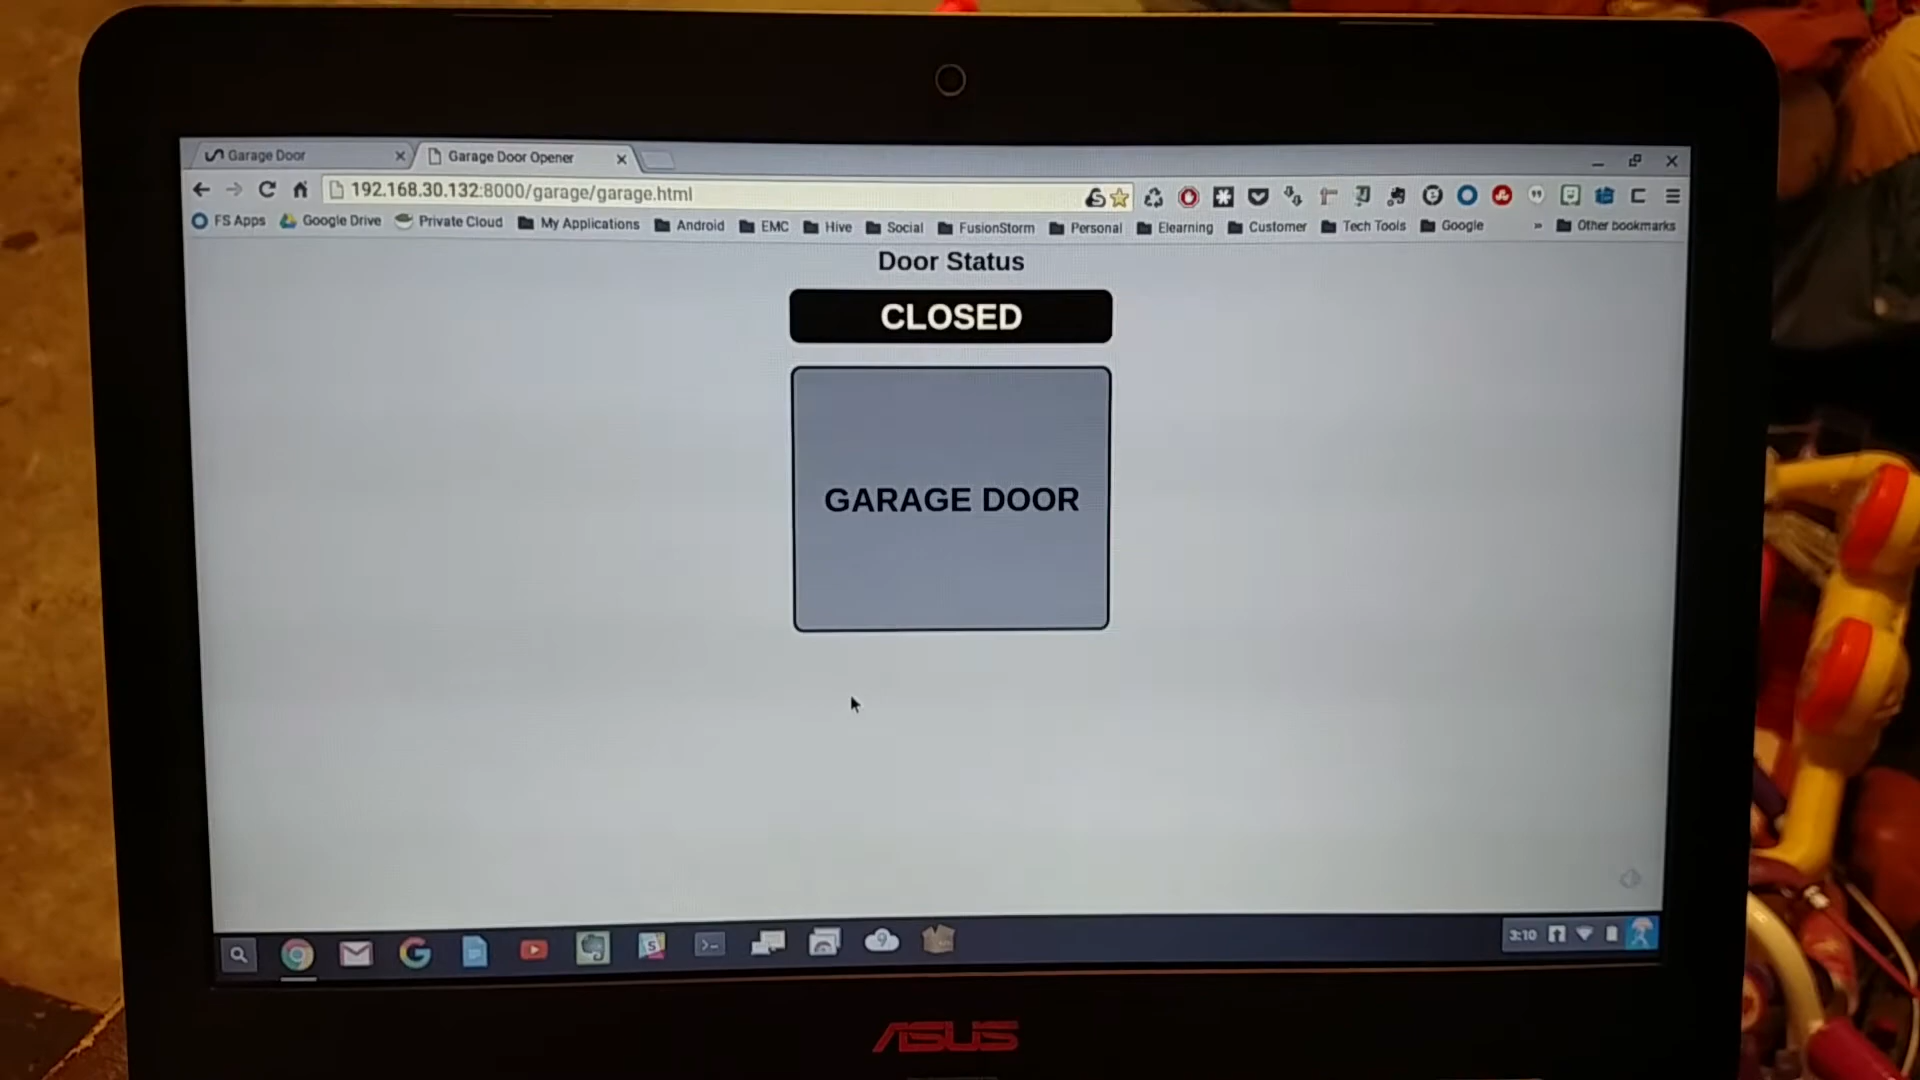 Garage Door
Garage Door Opener
192.168.30.132:8000/garage/garage.html
FS Apps Google Drive Private Cloud My Applications Android EMC Hive Social FusionStorm Personal Elearning Customer Tech Tools Google » Other bookmarks
Door Status
CLOSED
GARAGE DOOR
3:10
ASUS